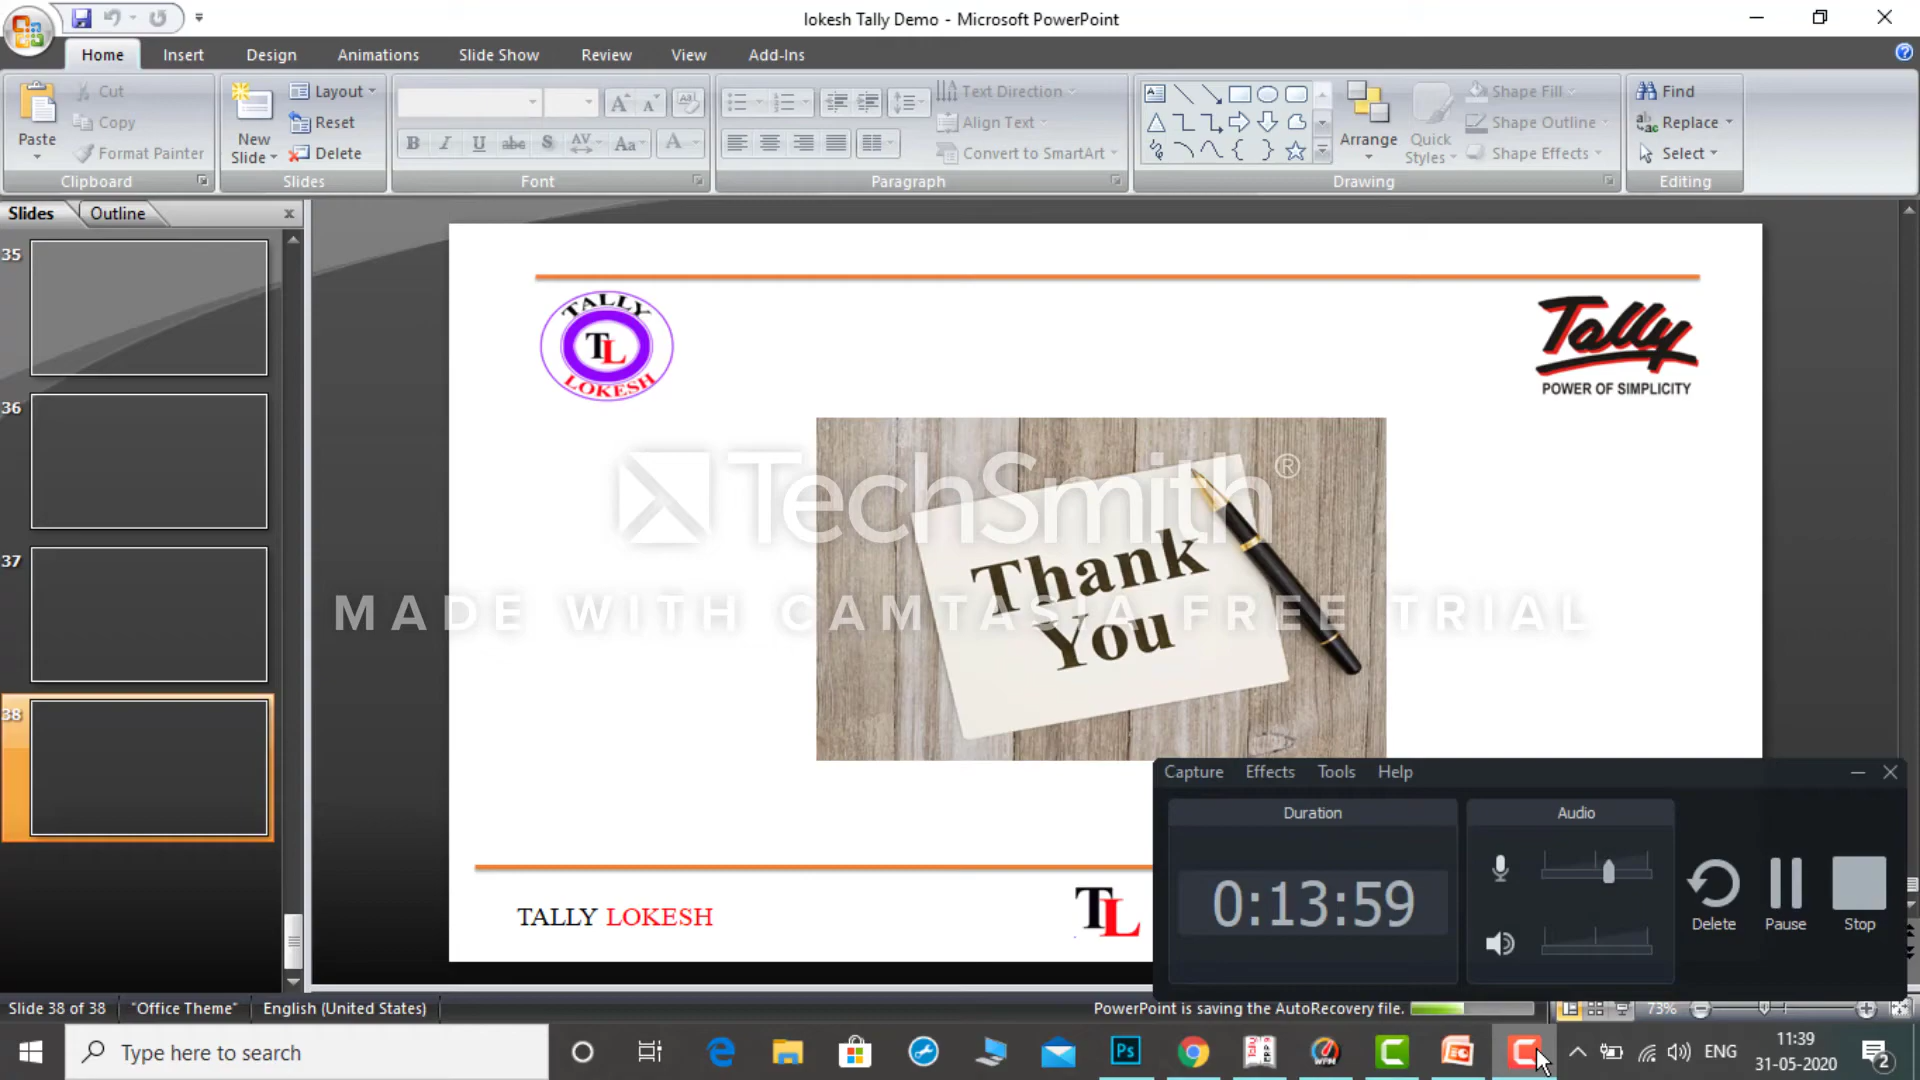 lokesh Tally Demo - Microsoft PowerPoint
Home Insert Design Animations Slide Show Review View Add-Ins
Paste
Cut
Copy
Format Painter
Clipboard
New
Slide
Layout
Reset
Delete
Slides
B I U abc S AV Aa A
Font
Text Direction
Align Text
Convert to SmartArt
Paragraph
Arrange
Quick
Styles
Shape Fill
Shape Outline
Shape Effects
Drawing
Find
Replace
Select
Editing
Slides Outline
35
36
37
38
TALLY
TL
LOKESH
Tally
POWER OF SIMPLICITY
TechSmith®
Thank
You
MADE WITH CAMTASIA FREE TRIAL
TALLY LOKESH
TL
Capture Effects Tools Help
Duration
0:13:59
Audio
Delete Pause Stop
Slide 38 of 38 "Office Theme" English (United States)
PowerPoint is saving the AutoRecovery file. 73%
Type here to search
Ps
ENG
11:39
31-05-2020
2